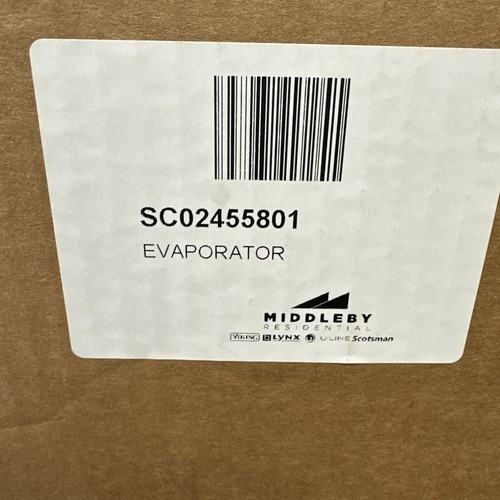 SC02455801
EVAPORATOR
MIDDLEBY
RESIDENTIAL
VIKING LYNX U-LINE Scotsman